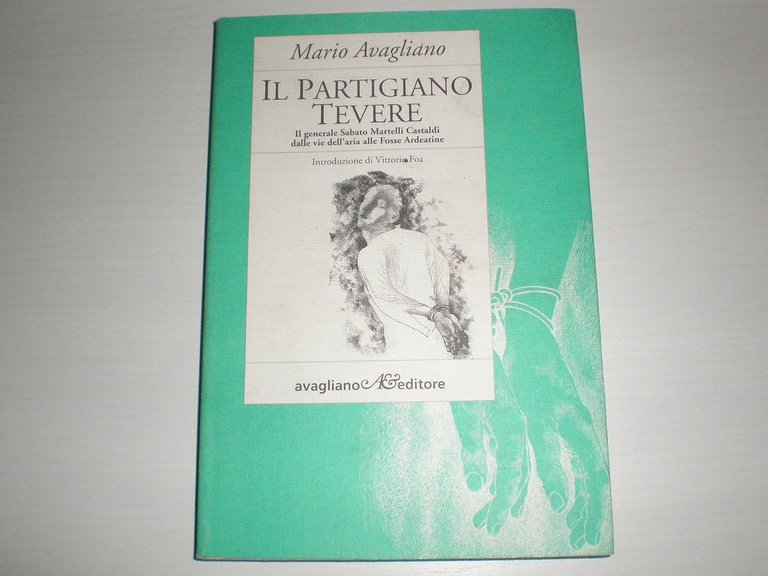 Mario Avagliano
IL PARTIGIANO
TEVERE
Il generale Sabato Martelli Castaldi
dalle vie dell'aria alle Fosse Ardeatine
Introduzione di Vittorio Foa
avagliano A& editore